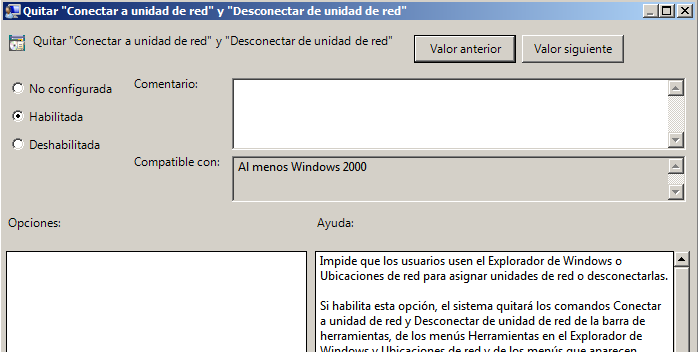 Quitar "Conectar a unidad de red" y "Desconectar de unidad de red"
Quitar "Conectar a unidad de red" y "Desconectar de unidad de red"
Valor anterior
Valor siguiente
No configurada
Comentario:
Habilitada
Deshabilitada
Compatible con:
Al menos Windows 2000
Opciones:
Ayuda:
Impide que los usuarios usen el Explorador de Windows o
Ubicaciones de red para asignar unidades de red o desconectarlas.
Si habilita esta opción, el sistema quitará los comandos Conectar
a unidad de red y Desconectar de unidad de red de la barra de
herramientas, de los menús Herramientas en el Explorador de
Windows y Ubicaciones de red y de los menús que aparecen